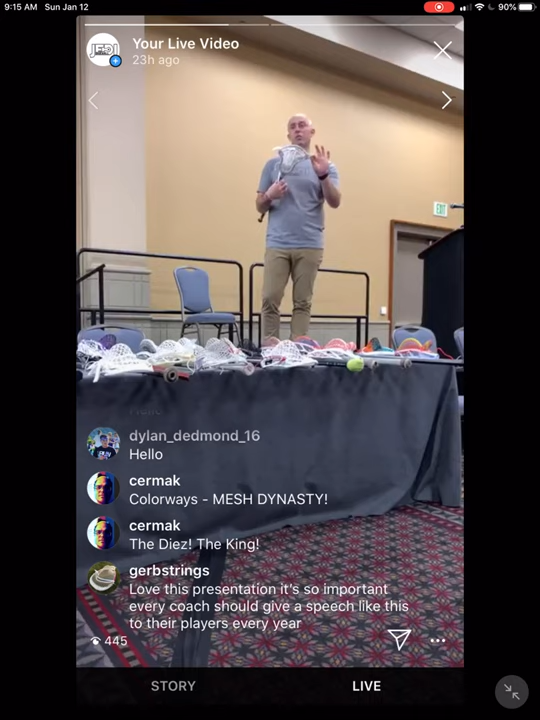 9:15 AM Sun Jan 12
90%
JEDI
Your Live Video
23h ago
EXIT
dylan_dedmond_16
Hello
cermak
Colorways - MESH DYNASTY!
cermak
The Diez! The King!
gerbstrings
Love this presentation it's so important
every coach should give a speech like this
to their players every year
445
STORY
LIVE